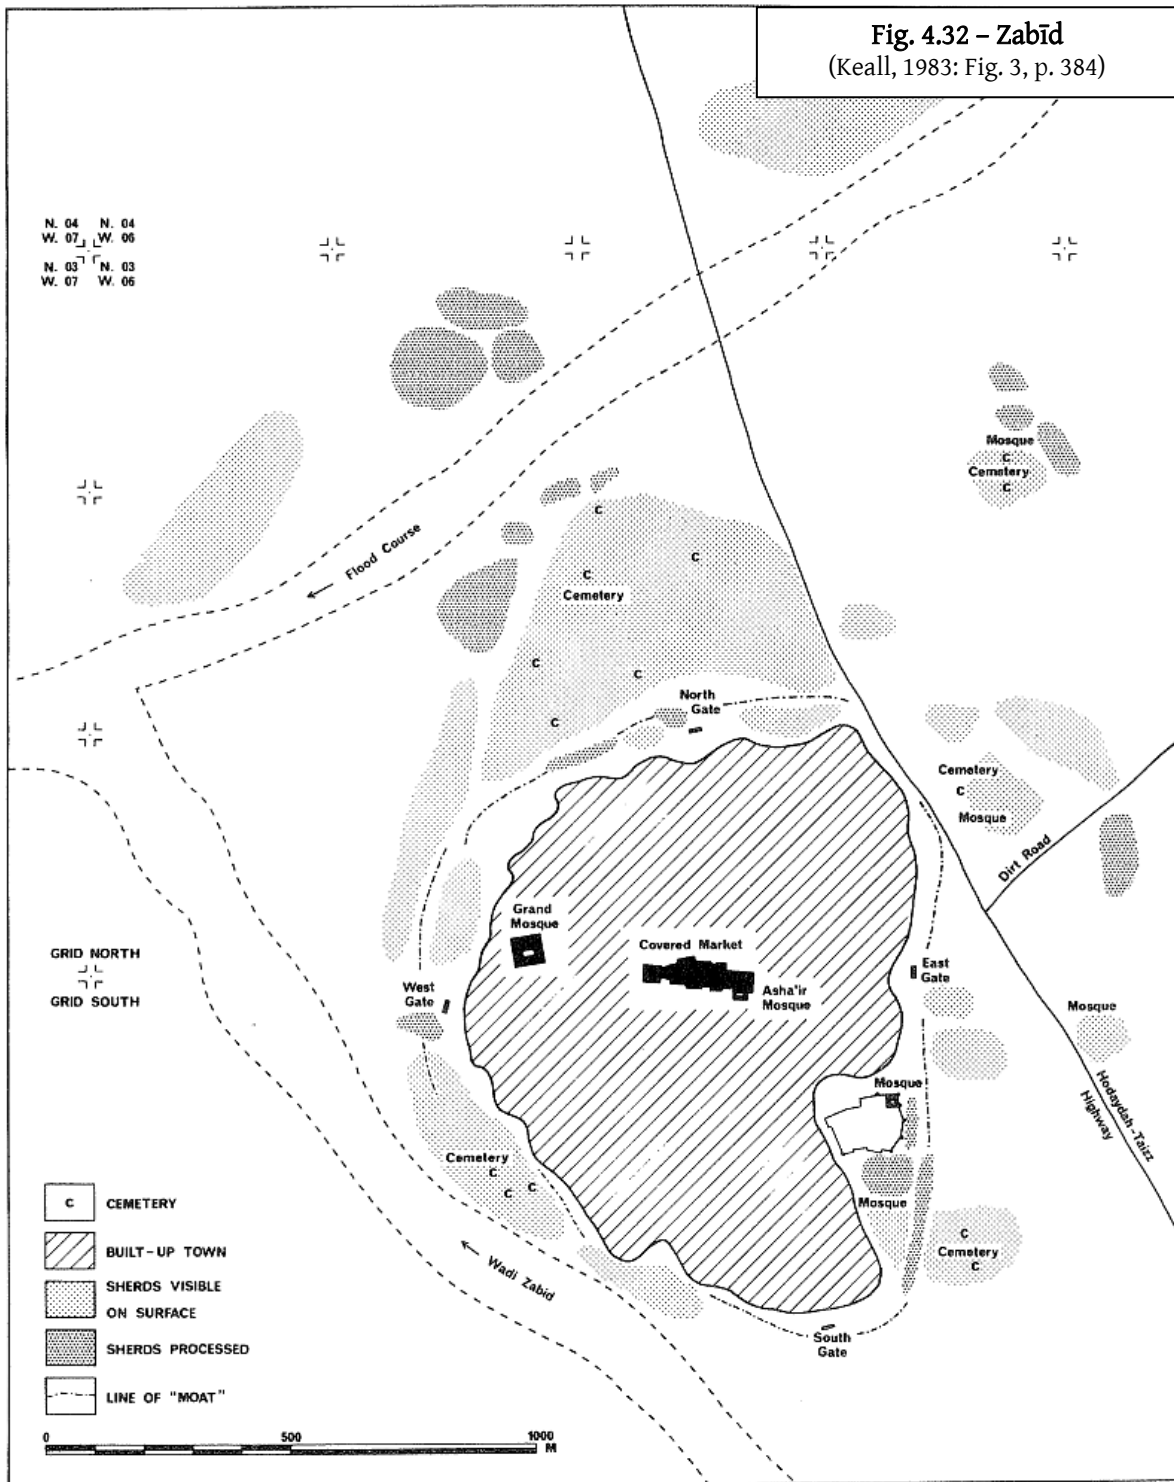 Fig. 4.32 – Zabīd
(Keall, 1983: Fig. 3, p. 384)
N. 04 N. 04
W. 07 W. 06
N. 03 N. 03
W. 07 W. 06
Mosque
C
Cemetery
C
Flood Course
C
C
C
Cemetery
C
C
C
North
Gate
Cemetery
C
Mosque
Dirt Road
Grand
Mosque
Covered Market
Asha'ir
Mosque
East
Gate
West
Gate
GRID NORTH
GRID SOUTH
Mosque
Hodaydah-Taizz
Highway
Mosque
Cemetery
C
C
C
Mosque
C
Cemetery
C
Wadi Zabid
South
Gate
C CEMETERY
BUILT-UP TOWN
SHERDS VISIBLE
ON SURFACE
SHERDS PROCESSED
LINE OF "MOAT"
0 500 1000
M